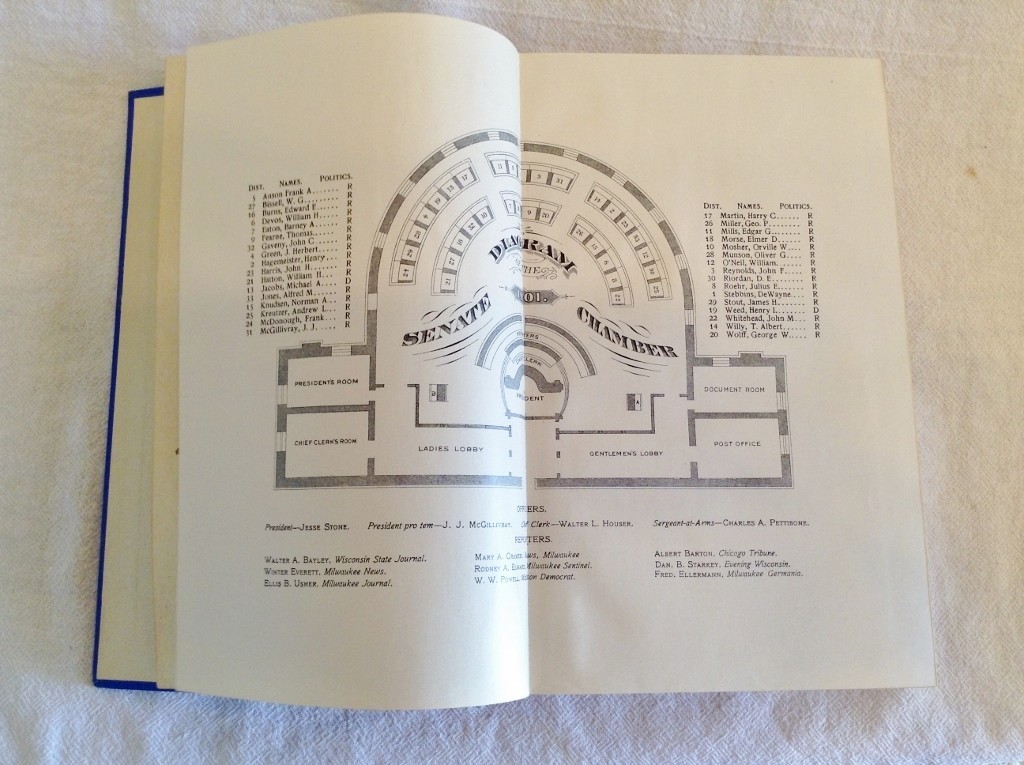 DIST. NAMES. POLITICS.
5 Anson Frank A....... R
27 Bissell, W. G......... R
16 Burns, Edward E...... R
9 Devos, William H..... R
7 Eaton, Barney A....... R
Fearne, Thomas....... R
32 Gaveny, John C....... R
4 Green, J. Herbert..... R
2 Hagemeister, Henry.. R
23 Harris, John H........ R
21 Hatton, William H.... R
13 Jacobs, Michael A..... D
33 Jones, Alfred M....... R
15 Knudsen, Norman A... R
25 Kreutzer, Andrew L... R
24 McDonough, Frank... R
31 McGillivray, J. J...... R
DIST. NAMES. POLITICS.
17 Martin, Harry C....... R
26 Miller, Geo. P......... R
11 Mills, Edgar G........ R
18 Morse, Elmer D....... R
10 Mosher, Orville W.... R
28 Munson, Oliver G..... R
12 O'Neil, William....... R
3 Reynolds, John F..... R
30 Riordan, D. E......... R
8 Roehr, Julius E....... R
1 Stebbins, DeWayne... R
29 Stout, James H....... R
19 Weed, Henry I........ D
22 Whitehead, John M... R
14 Willy, T. Albert....... R
20 Wolff, George W...... R
DIAGRAM
THE
SENATE CHAMBER
CLERK
PRESIDENT'S ROOM
DOCUMENT ROOM
CHIEF CLERK'S ROOM
LADIES LOBBY
GENTLEMEN'S LOBBY
POST OFFICE
A
President—JESSE STONE. President pro tem—J. J. MCGILLIVRAY. Clerk—WALTER L. HOUSER. Sergeant-at-Arms—CHARLES A. PETTIBONE.
WALTER A. BAYLEY, Wisconsin State Journal. MARY A. Milwaukee ALBERT BARTON, Chicago Tribune.
WINTER EVERETT, Milwaukee News. RODNEY A. Milwaukee Sentinel. DAN. B. STARKEY, Evening Wisconsin.
ELLIS B. USHER, Milwaukee Journal. W. W. POWELL, Democrat. FRED. ELLERMANN, Milwaukee Germania.